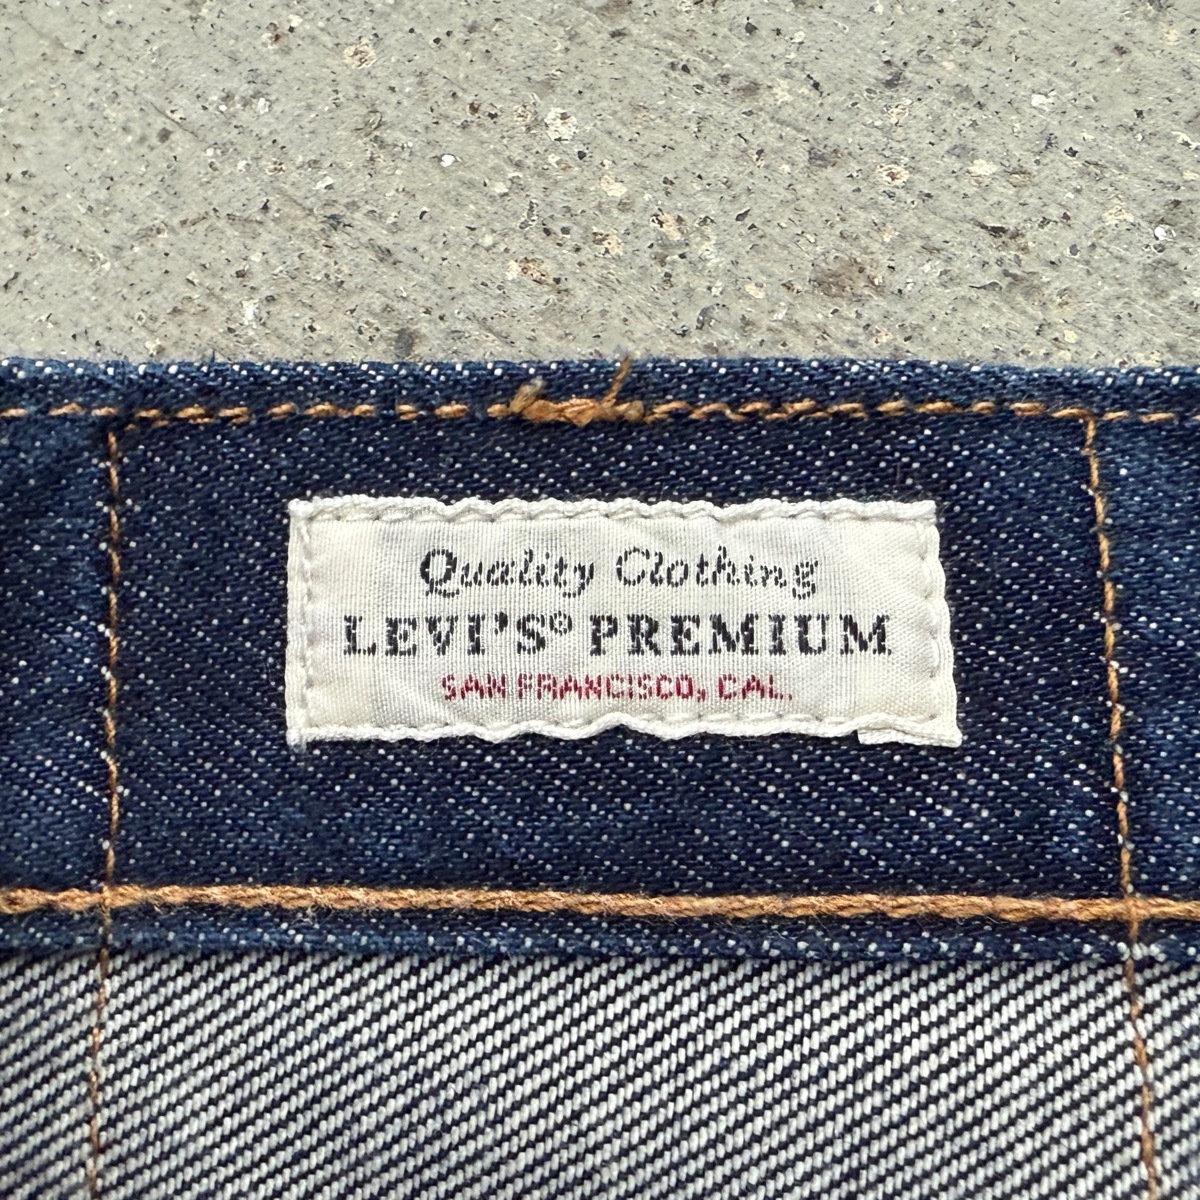 Quality Clothing
LEVI'S® PREMIUM
SAN FRANCISCO, CAL.